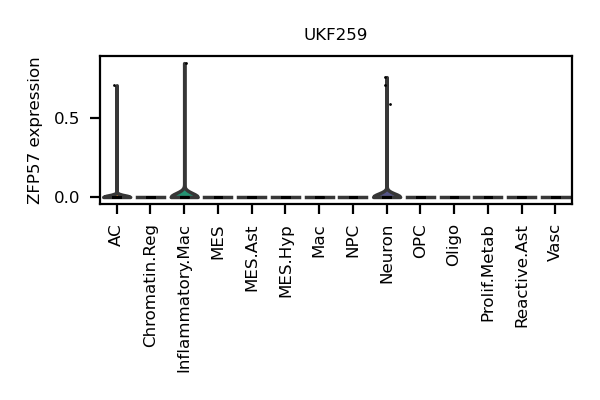 UKF259
ZFP57 expression
0.5
0.0
AC
Chromatin.Reg
Inflammatory.Mac
MES
MES.Ast
MES.Hyp
Mac
NPC
Neuron
OPC
Oligo
Prolif.Metab
Reactive.Ast
Vasc